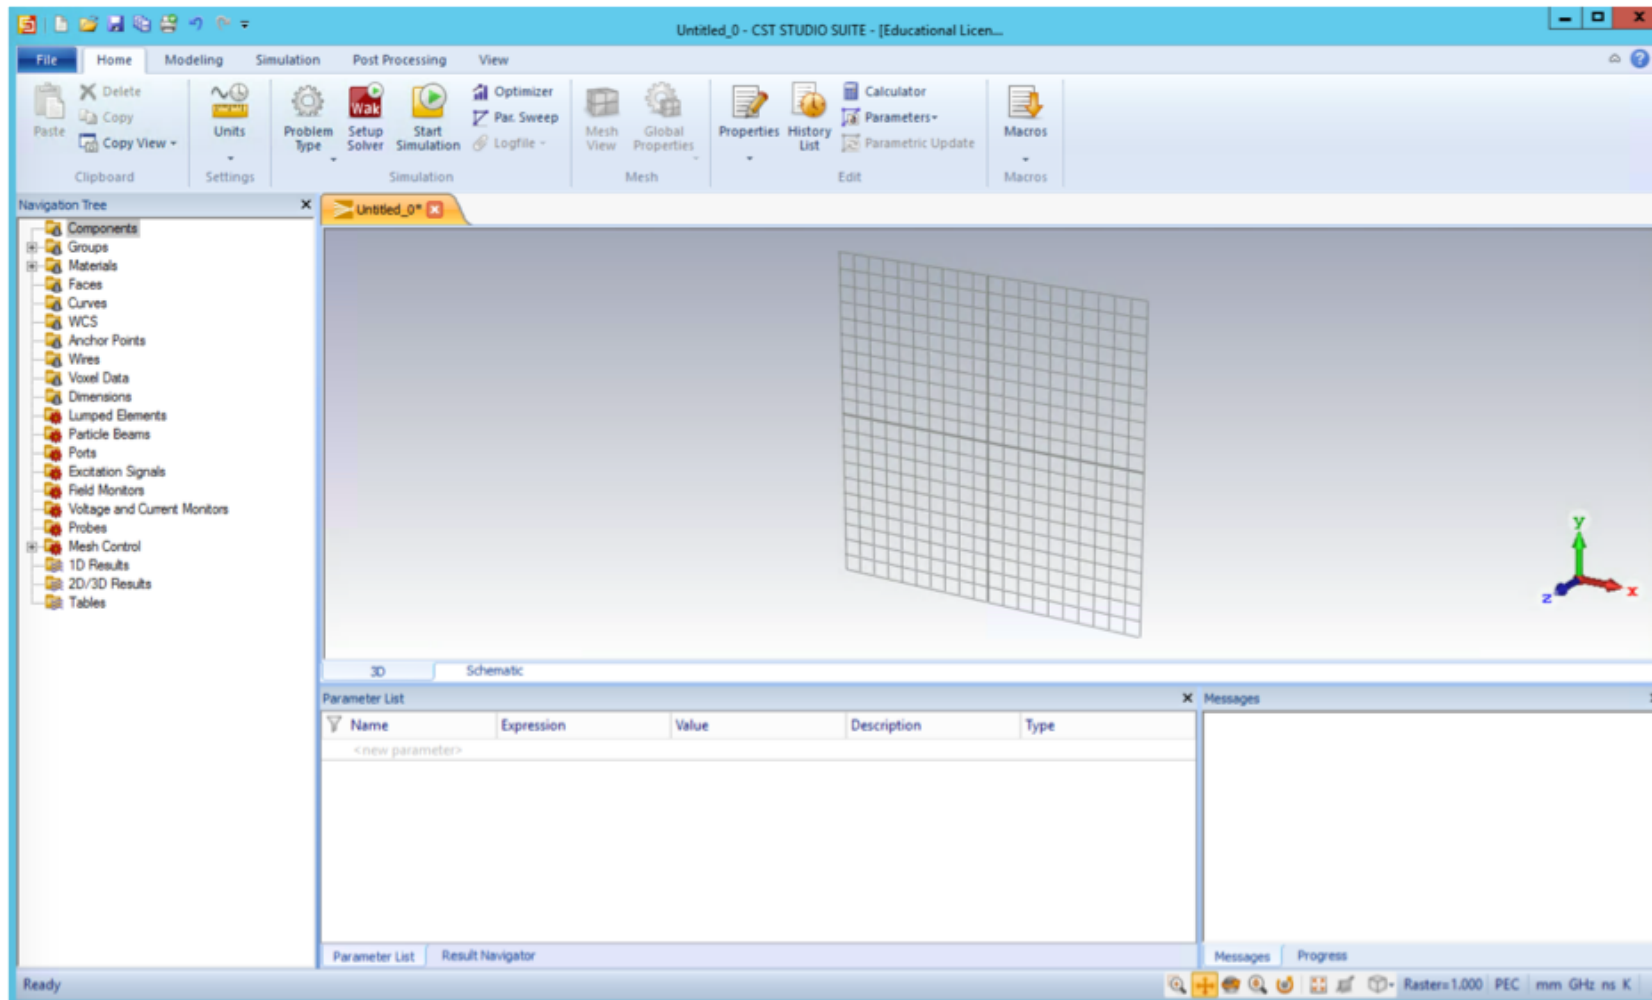 Untitled_0 - CST STUDIO SUITE - [Educational Licen...
File Home Modeling Simulation Post Processing View
Paste
Delete
Copy
Copy View
Clipboard
Units
Settings
Problem Type
Wak
Setup Solver
Start Simulation
Optimizer
Par. Sweep
Logfile
Simulation
Mesh View
Global Properties
Mesh
Properties
History List
Calculator
Parameters
Parametric Update
Edit
Macros
Macros
Navigation Tree
Untitled_0*
Components
Groups
Materials
Faces
Curves
WCS
Anchor Points
Wires
Voxel Data
Dimensions
Lumped Elements
Particle Beams
Ports
Excitation Signals
Field Monitors
Voltage and Current Monitors
Probes
Mesh Control
1D Results
2D/3D Results
Tables
y
z
x
3D Schematic
Parameter List
Name Expression Value Description Type
<new parameter>
Parameter List Result Navigator
Messages
Messages Progress
Ready
Raster=1.000 PEC mm GHz ns K